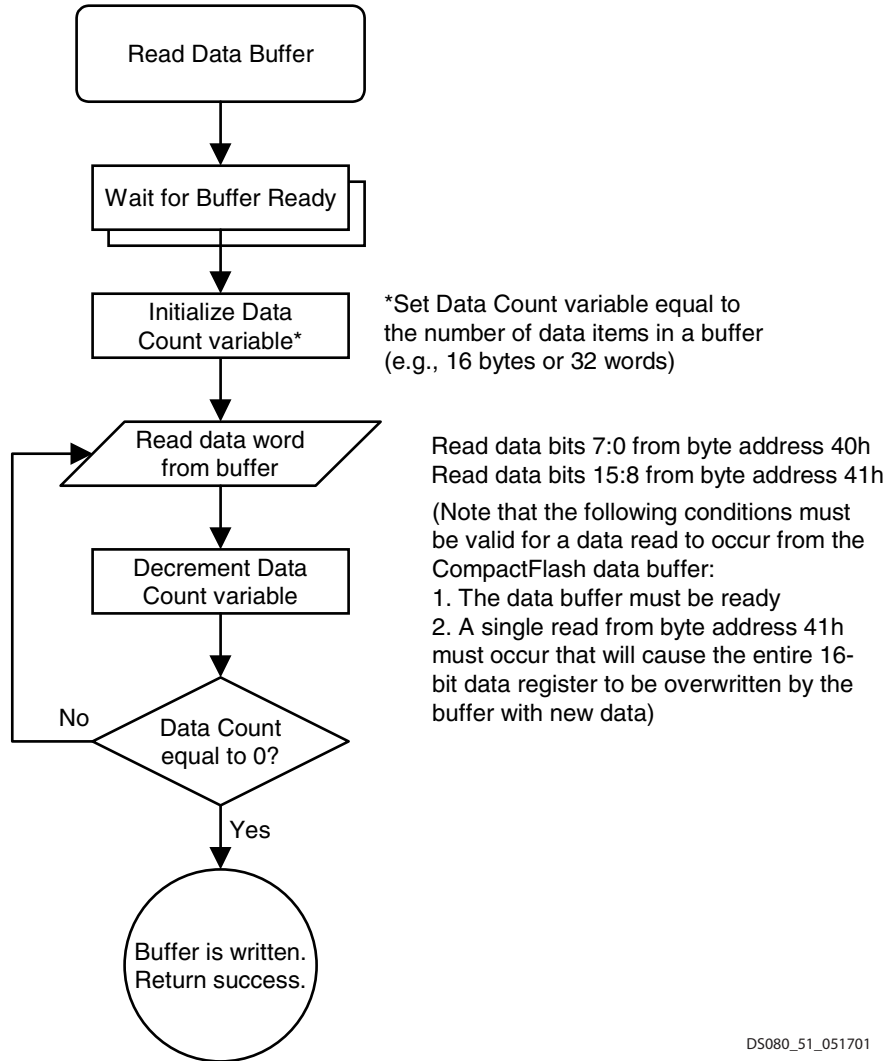 Read Data Buffer
Wait for Buffer Ready
Initialize Data
Count variable*
*Set Data Count variable equal to
the number of data items in a buffer
(e.g., 16 bytes or 32 words)
Read data word
from buffer
Read data bits 7:0 from byte address 40h
Read data bits 15:8 from byte address 41h
(Note that the following conditions must
be valid for a data read to occur from the
CompactFlash data buffer:
1. The data buffer must be ready
2. A single read from byte address 41h
must occur that will cause the entire 16-
bit data register to be overwritten by the
buffer with new data)
Decrement Data
Count variable
No
Data Count
equal to 0?
Yes
Buffer is written.
Return success.
DS080_51_051701